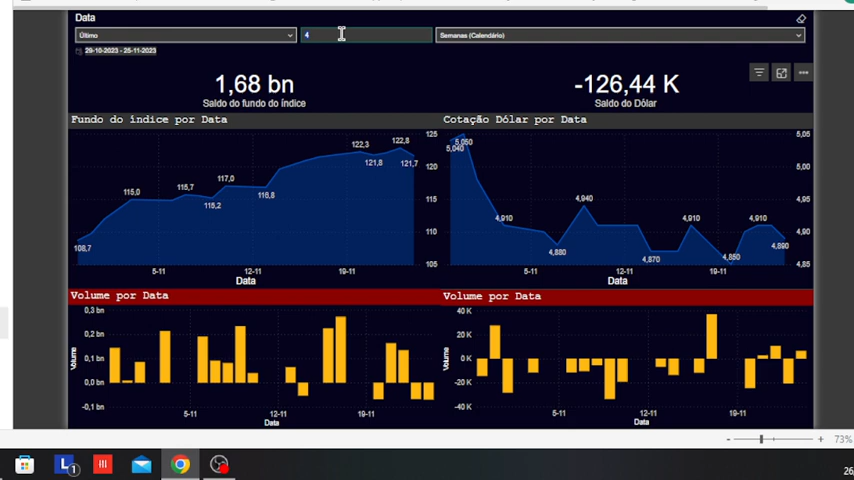 Data
Último 4 Semanas (Calendário)
29-10-2023 - 25-11-2023
1,68 bn
Saldo do fundo do índice
-126,44 K
Saldo do Dólar
Fundo do índice por Data
125
120
115
110
105
108,7
115,0
115,7
115,2
117,0
116,8
122,3
121,8
122,8
121,7
5-11 12-11 19-11
Data
Cotação Dólar por Data
5,05
5,00
4,95
4,90
4,85
5,040
5,050
4,910
4,880
4,940
4,870
4,910
4,850
4,910
4,890
5-11 12-11 19-11
Data
Volume por Data
Volume
0,3 bn
0,2 bn
0,1 bn
0,0 bn
-0,1 bn
5-11 12-11 19-11
Data
Volume por Data
Volume
40 K
20 K
0 K
-20 K
-40 K
5-11 12-11 19-11
Data
- + 73%
L 1
26